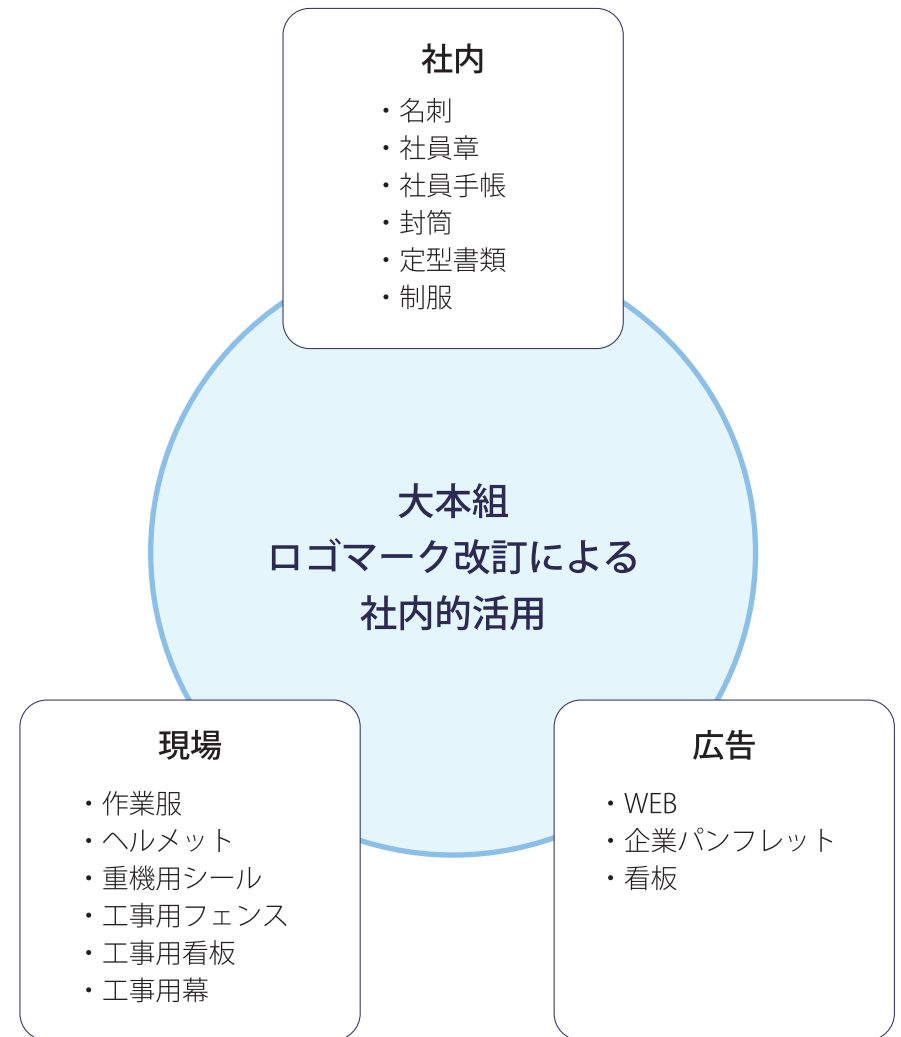 社内
・名刺
・社員章
・社員手帳
・封筒
・定型書類
・制服
大本組
ロゴマーク改訂による
社内的活用
現場
・作業服
・ヘルメット
・重機用シール
・工事用フェンス
・工事用看板
・工事用幕
広告
・WEB
・企業パンフレット
・看板